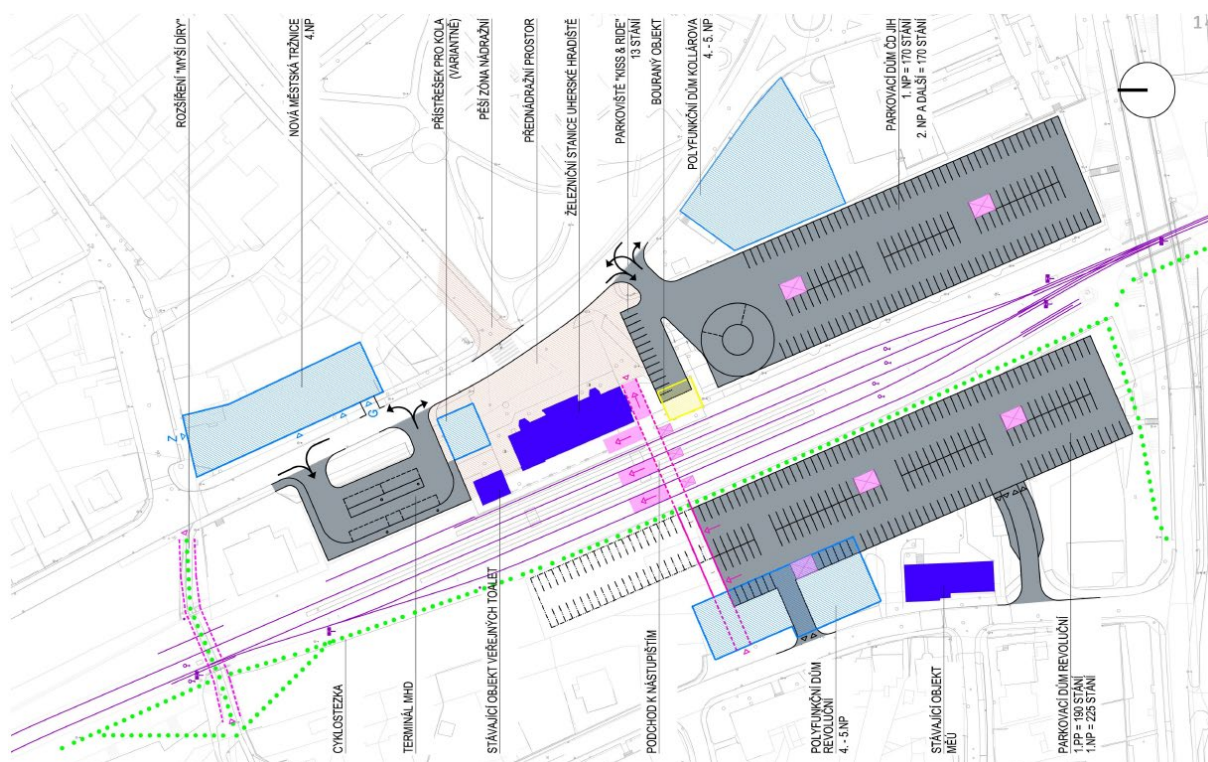 ROZŠÍŘENÍ "MYŠÍ DÍRY"
NOVÁ MĚSTSKA TRŽNICE
4.NP
PŘÍSTŘEŠEK PRO KOLA
(VARIANTNĚ)
PĚŠÍ ZÓNA NÁDRAŽNÍ
PŘEDNÁDRAŽNÍ PROSTOR
ŽELEZNIČNÍ STANICE UHERSKÉ HRADIŠTĚ
PARKOVIŠTĚ "KISS & RIDE"
13 STÁNÍ
BOURANÝ OBJEKT
POLYFUNKČNÍ DŮM KOLLÁROVA
4. - 5. NP
PARKOVACÍ DŮM ČD JIH
1. NP = 170 STÁNÍ
2. NP A DALŠÍ = 170 STÁNÍ
Z
G
CYKLOSTEZKA
TERMINÁL MHD
STÁVAJÍCÍ OBJEKT VEŘEJNÝCH TOALET
PODCHOD K NÁSTUPIŠTÍM
POLYFUNKČNÍ DŮM
REVOLUČNÍ
4. - 5.NP
STÁVAJÍCÍ OBJEKT
MĚÚ
PARKOVACÍ DŮM REVOLUČNÍ
1.PP = 190 STÁNÍ
1.NP = 226 STÁNÍ